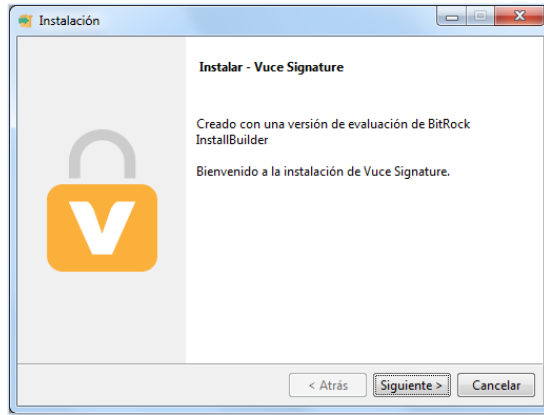 Instalación
Instalar - Vuce Signature
Creado con una versión de evaluación de BitRock
InstallBuilder
Bienvenido a la instalación de Vuce Signature.
V
< Atrás
Siguiente >
Cancelar